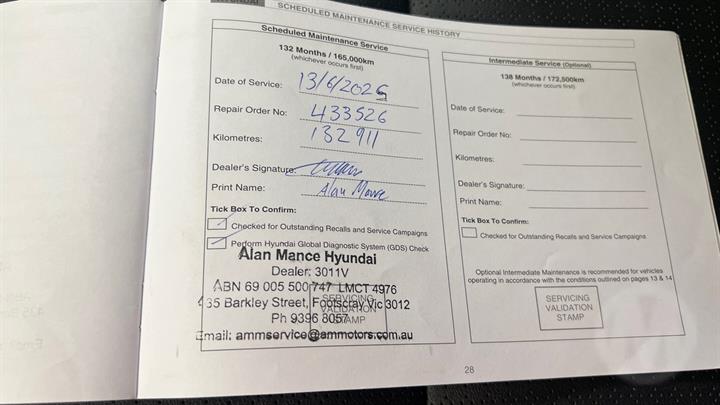 HYUNDAI
SCHEDULED MAINTENANCE SERVICE HISTORY
Scheduled Maintenance Service
132 Months / 165,000km
(whichever occurs first)
Date of Service: 13/6/2025
Repair Order No: 433526
Kilometres: 132911
Dealer's Signature:
Print Name: Alan Mance
Tick Box To Confirm:
Checked for Outstanding Recalls and Service Campaigns
Perform Hyundai Global Diagnostic System (GDS) Check
Alan Mance Hyundai
Dealer: 3011V
ABN 69 005 500 747 LMCT 4976
435 Barkley Street, Footscray Vic 3012
Ph 9396 8057
Email: ammservice@ammotors.com.au
SERVICING
VALIDATION
STAMP
Intermediate Service (Optional)
138 Months / 172,500km
(whichever occurs first)
Date of Service:
Repair Order No:
Kilometres:
Dealer's Signature:
Print Name:
Tick Box To Confirm:
Checked for Outstanding Recalls and Service Campaigns
Optional Intermediate Maintenance is recommended for vehicles
operating in accordance with the conditions outlined on pages 13 & 14
SERVICING
VALIDATION
STAMP
28